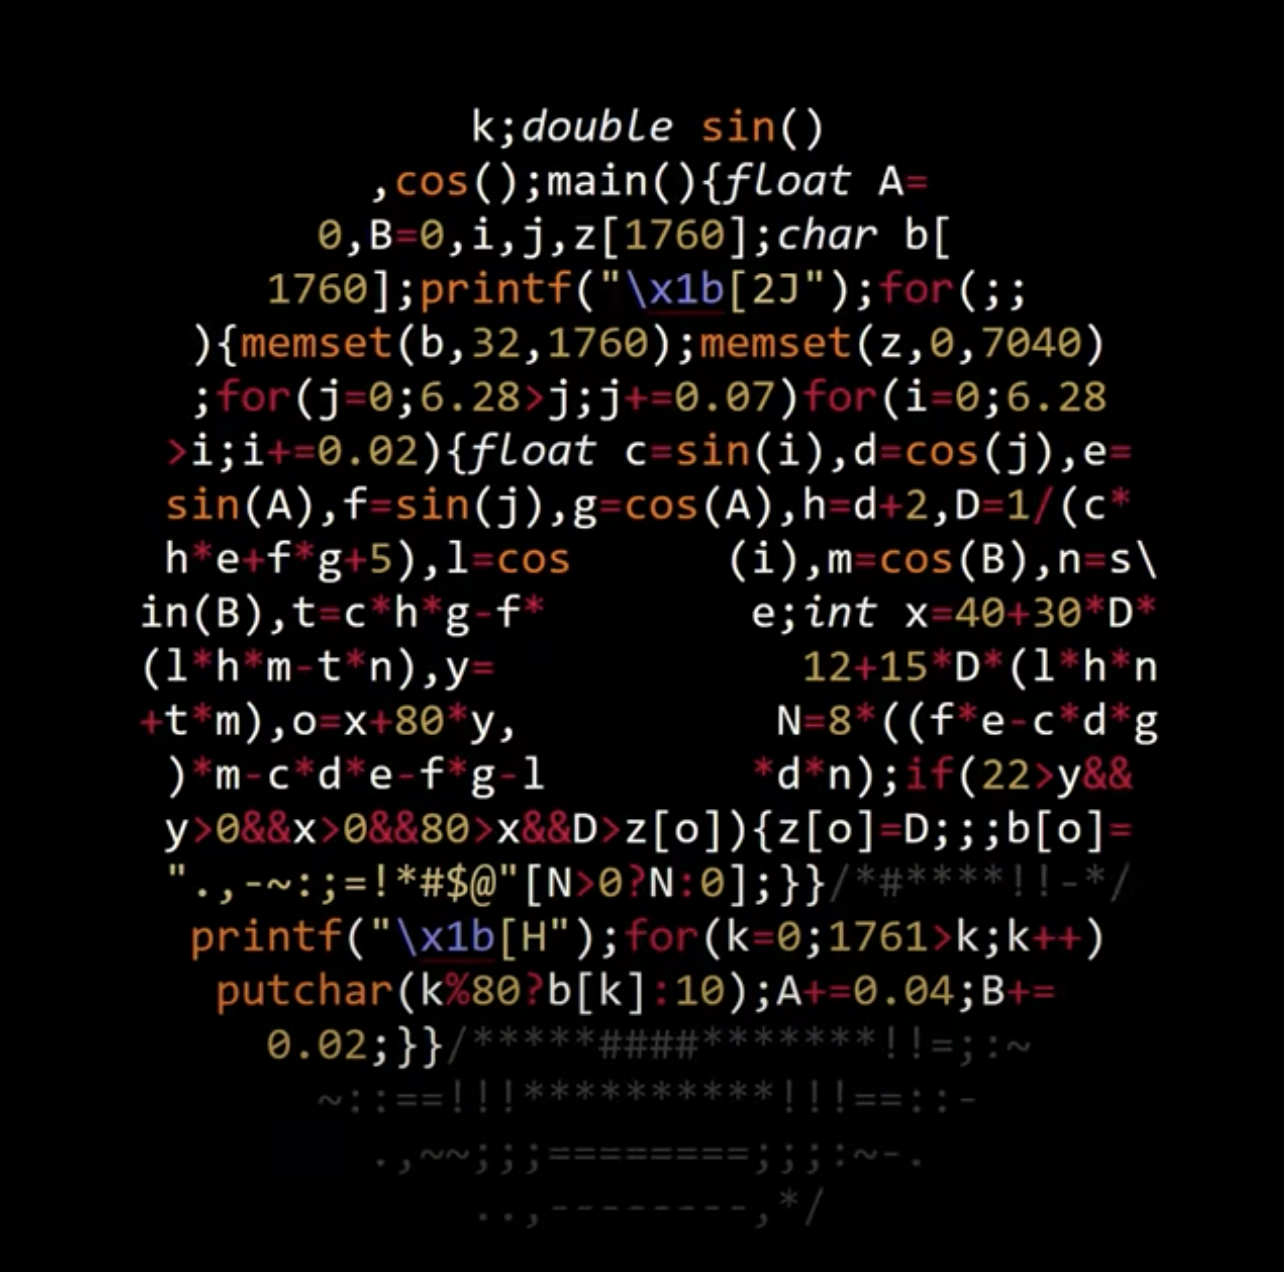 k;double sin()
,cos();main(){float A=
0,B=0,i,j,z[1760];char b[
1760];printf("\x1b[2J");for(;;
){memset(b,32,1760);memset(z,0,7040)
;for(j=0;6.28>j;j+=0.07)for(i=0;6.28
>i;i+=0.02){float c=sin(i),d=cos(j),e=
sin(A),f=sin(j),g=cos(A),h=d+2,D=1/(c*
h*e+f*g+5),l=cos (i),m=cos(B),n=s\
in(B),t=c*h*g-f* e;int x=40+30*D*
(l*h*m-t*n),y= 12+15*D*(l*h*n
+t*m),o=x+80*y, N=8*((f*e-c*d*g
)*m-c*d*e-f*g-l *d*n);if(22>y&&
y>0&&x>0&&80>x&&D>z[o]){z[o]=D;;;b[o]=
".,-~:;=!*#$@"[N>0?N:0];}}/*#****!!-*/
printf("\x1b[H");for(k=0;1761>k;k++)
putchar(k%80?b[k]:10);A+=0.04;B+=
0.02;}}/*****####*******!!=;:~
~::==!!!**********!!!==::-
.,~~;;;========;;;:~-.
..,--------,*/